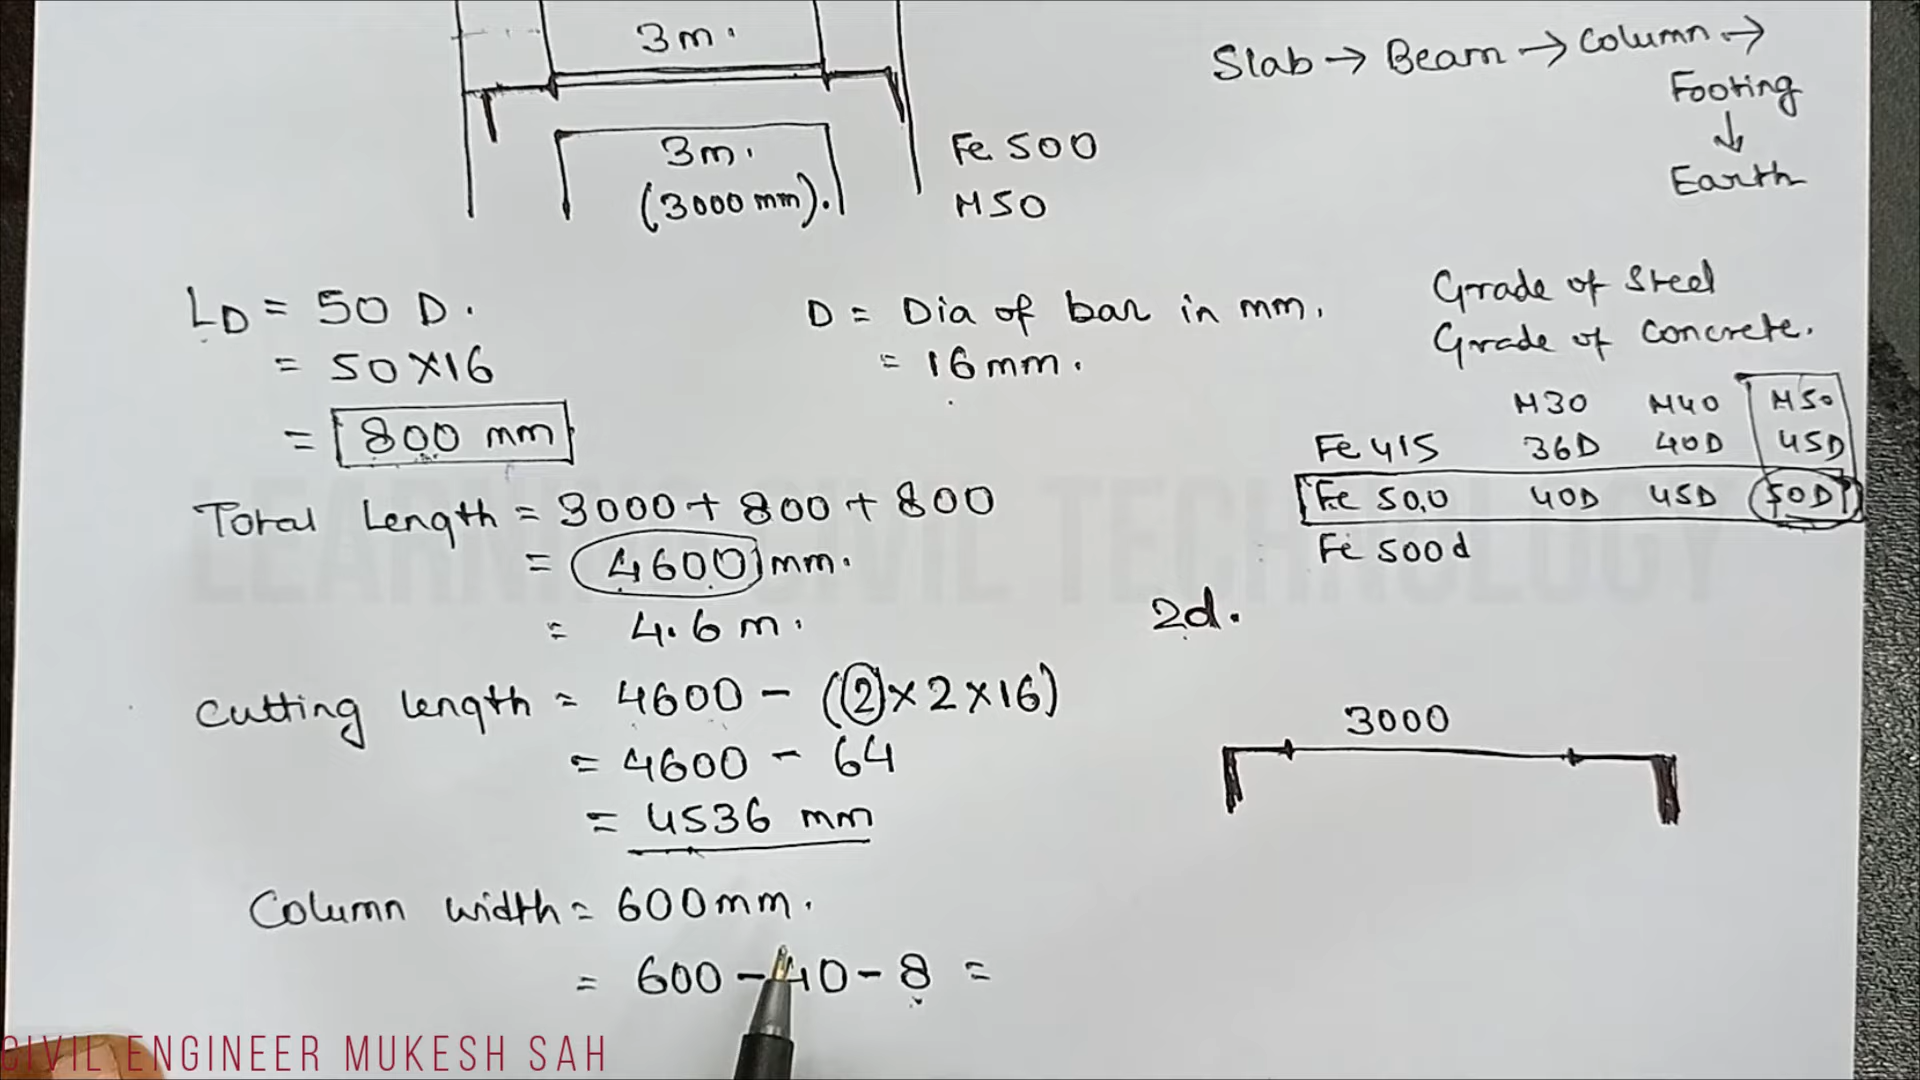 3m.
Slab → Beam → Column →
Footing
↓
Earth
3m.
(3000 mm).
Fe 500
M50
LD = 50 D.
= 50×16
= 800 mm
D = Dia of bar in mm.
= 16mm.
Grade of Steel
Grade of Concrete.
M30 M40 M50
Fe 415 36D 40D 45D
Fe 500 40D 45D 50D
Fe 500d
Total Length = 3000 + 800 + 800
= 4600 mm.
= 4.6 m.
2d.
Cutting length = 4600 - (2×2×16)
= 4600 - 64
= 4536 mm
3000
Column width = 600mm.
= 600 - 40 - 8 =
LEARNING CIVIL TECHNOLOGY
CIVIL ENGINEER MUKESH SAH